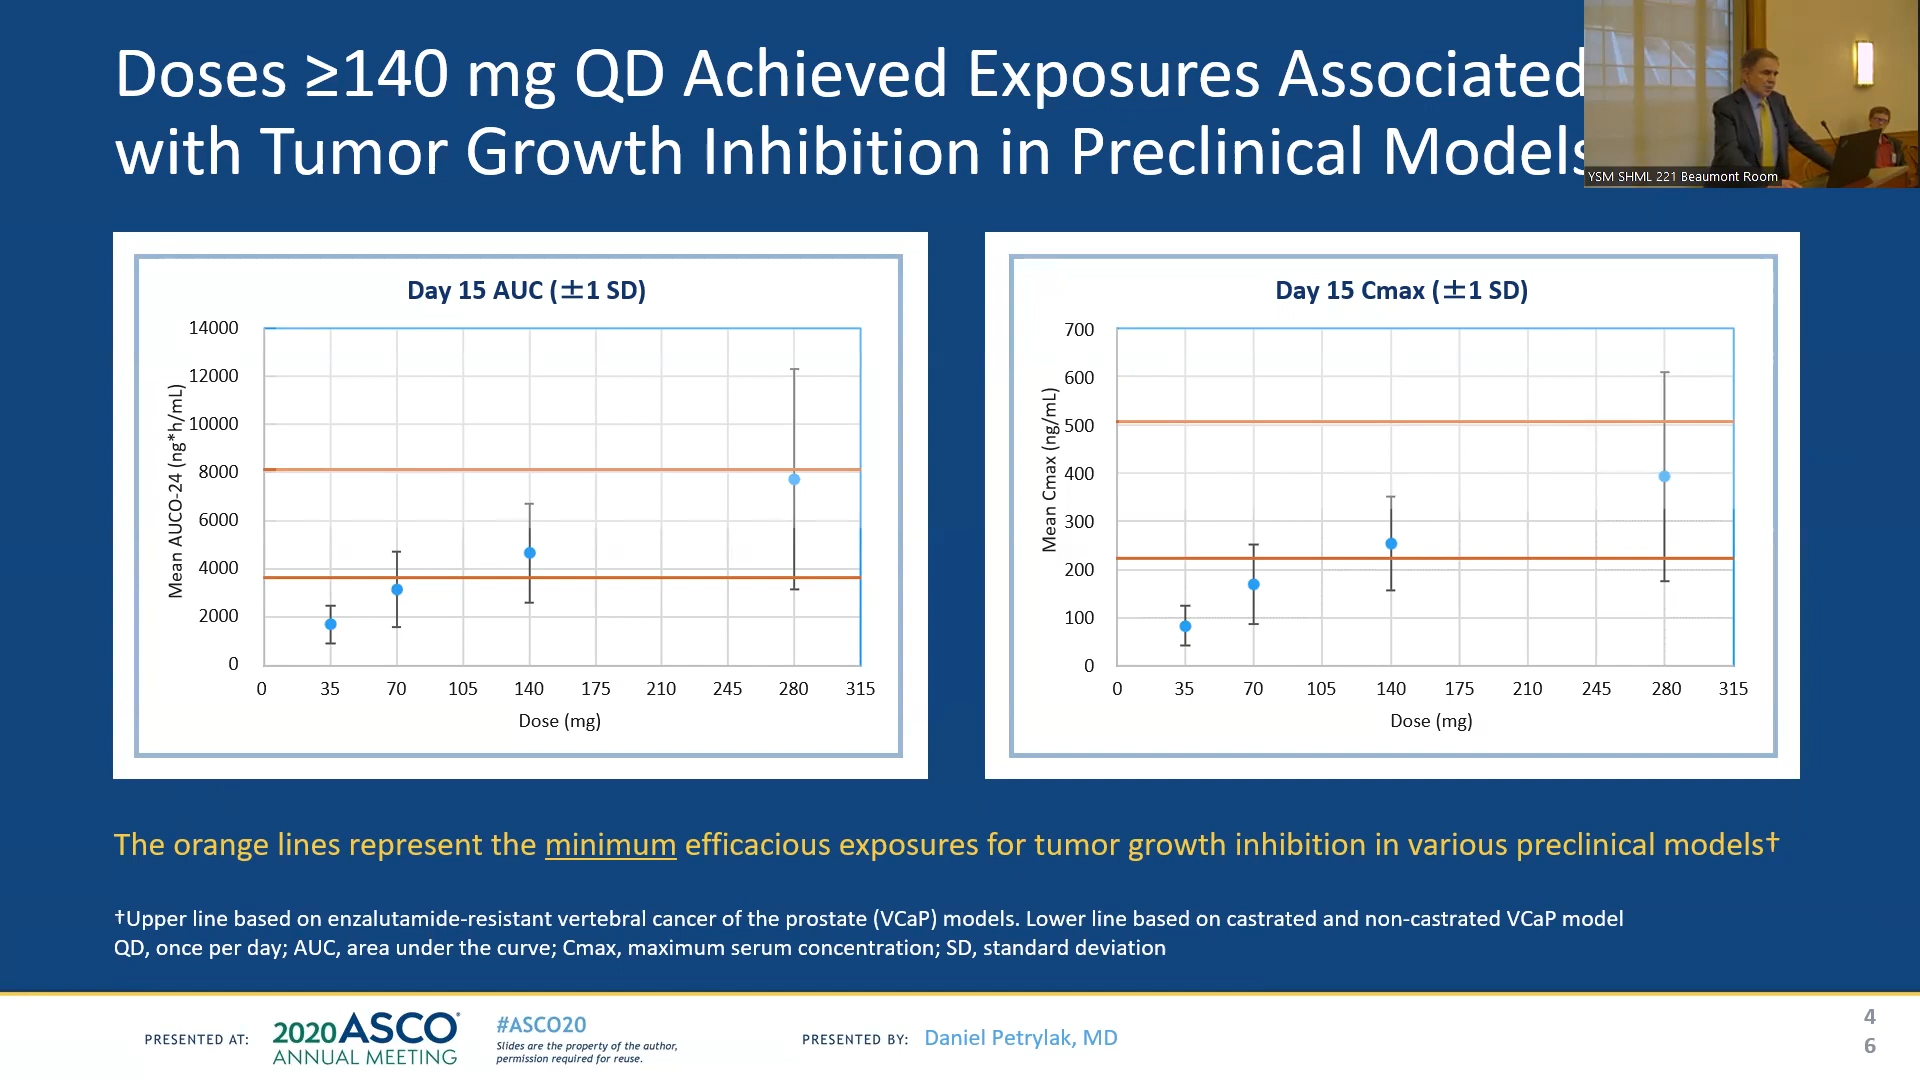 Doses ≥140 mg QD Achieved Exposures Associated
with Tumor Growth Inhibition in Preclinical Models
YSM SHML 221 Beaumont Room
Day 15 AUC (±1 SD)
Mean AUCO-24 (ng*h/mL)
14000
12000
10000
8000
6000
4000
2000
0
0 35 70 105 140 175 210 245 280 315
Dose (mg)
Day 15 Cmax (±1 SD)
Mean Cmax (ng/mL)
700
600
500
400
300
200
100
0
0 35 70 105 140 175 210 245 280 315
Dose (mg)
The orange lines represent the minimum efficacious exposures for tumor growth inhibition in various preclinical models†
†Upper line based on enzalutamide-resistant vertebral cancer of the prostate (VCaP) models. Lower line based on castrated and non-castrated VCaP model
QD, once per day; AUC, area under the curve; Cmax, maximum serum concentration; SD, standard deviation
PRESENTED AT:
2020 ASCO
ANNUAL MEETING
#ASCO20
Slides are the property of the author,
permission required for reuse.
PRESENTED BY: Daniel Petrylak, MD
4
6